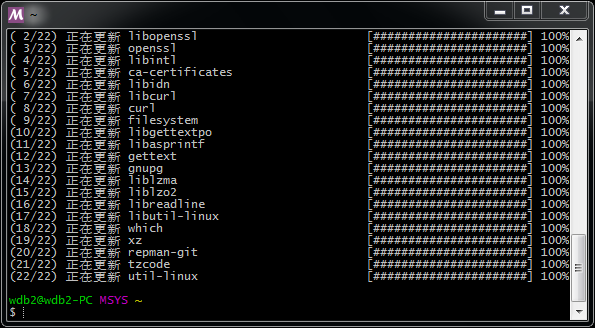 M ~
( 2/22) 正在更新 libopenssl [######################] 100%
( 3/22) 正在更新 openssl [######################] 100%
( 4/22) 正在更新 libintl [######################] 100%
( 5/22) 正在更新 ca-certificates [######################] 100%
( 6/22) 正在更新 libidn [######################] 100%
( 7/22) 正在更新 libcurl [######################] 100%
( 8/22) 正在更新 curl [######################] 100%
( 9/22) 正在更新 filesystem [######################] 100%
(10/22) 正在更新 libgettextpo [######################] 100%
(11/22) 正在更新 libasprintf [######################] 100%
(12/22) 正在更新 gettext [######################] 100%
(13/22) 正在更新 gnupg [######################] 100%
(14/22) 正在更新 liblzma [######################] 100%
(15/22) 正在更新 liblzo2 [######################] 100%
(16/22) 正在更新 libreadline [######################] 100%
(17/22) 正在更新 libutil-linux [######################] 100%
(18/22) 正在更新 which [######################] 100%
(19/22) 正在更新 xz [######################] 100%
(20/22) 正在更新 repman-git [######################] 100%
(21/22) 正在更新 tzcode [######################] 100%
(22/22) 正在更新 util-linux [######################] 100%
wdb2@wdb2-PC MSYS ~
$